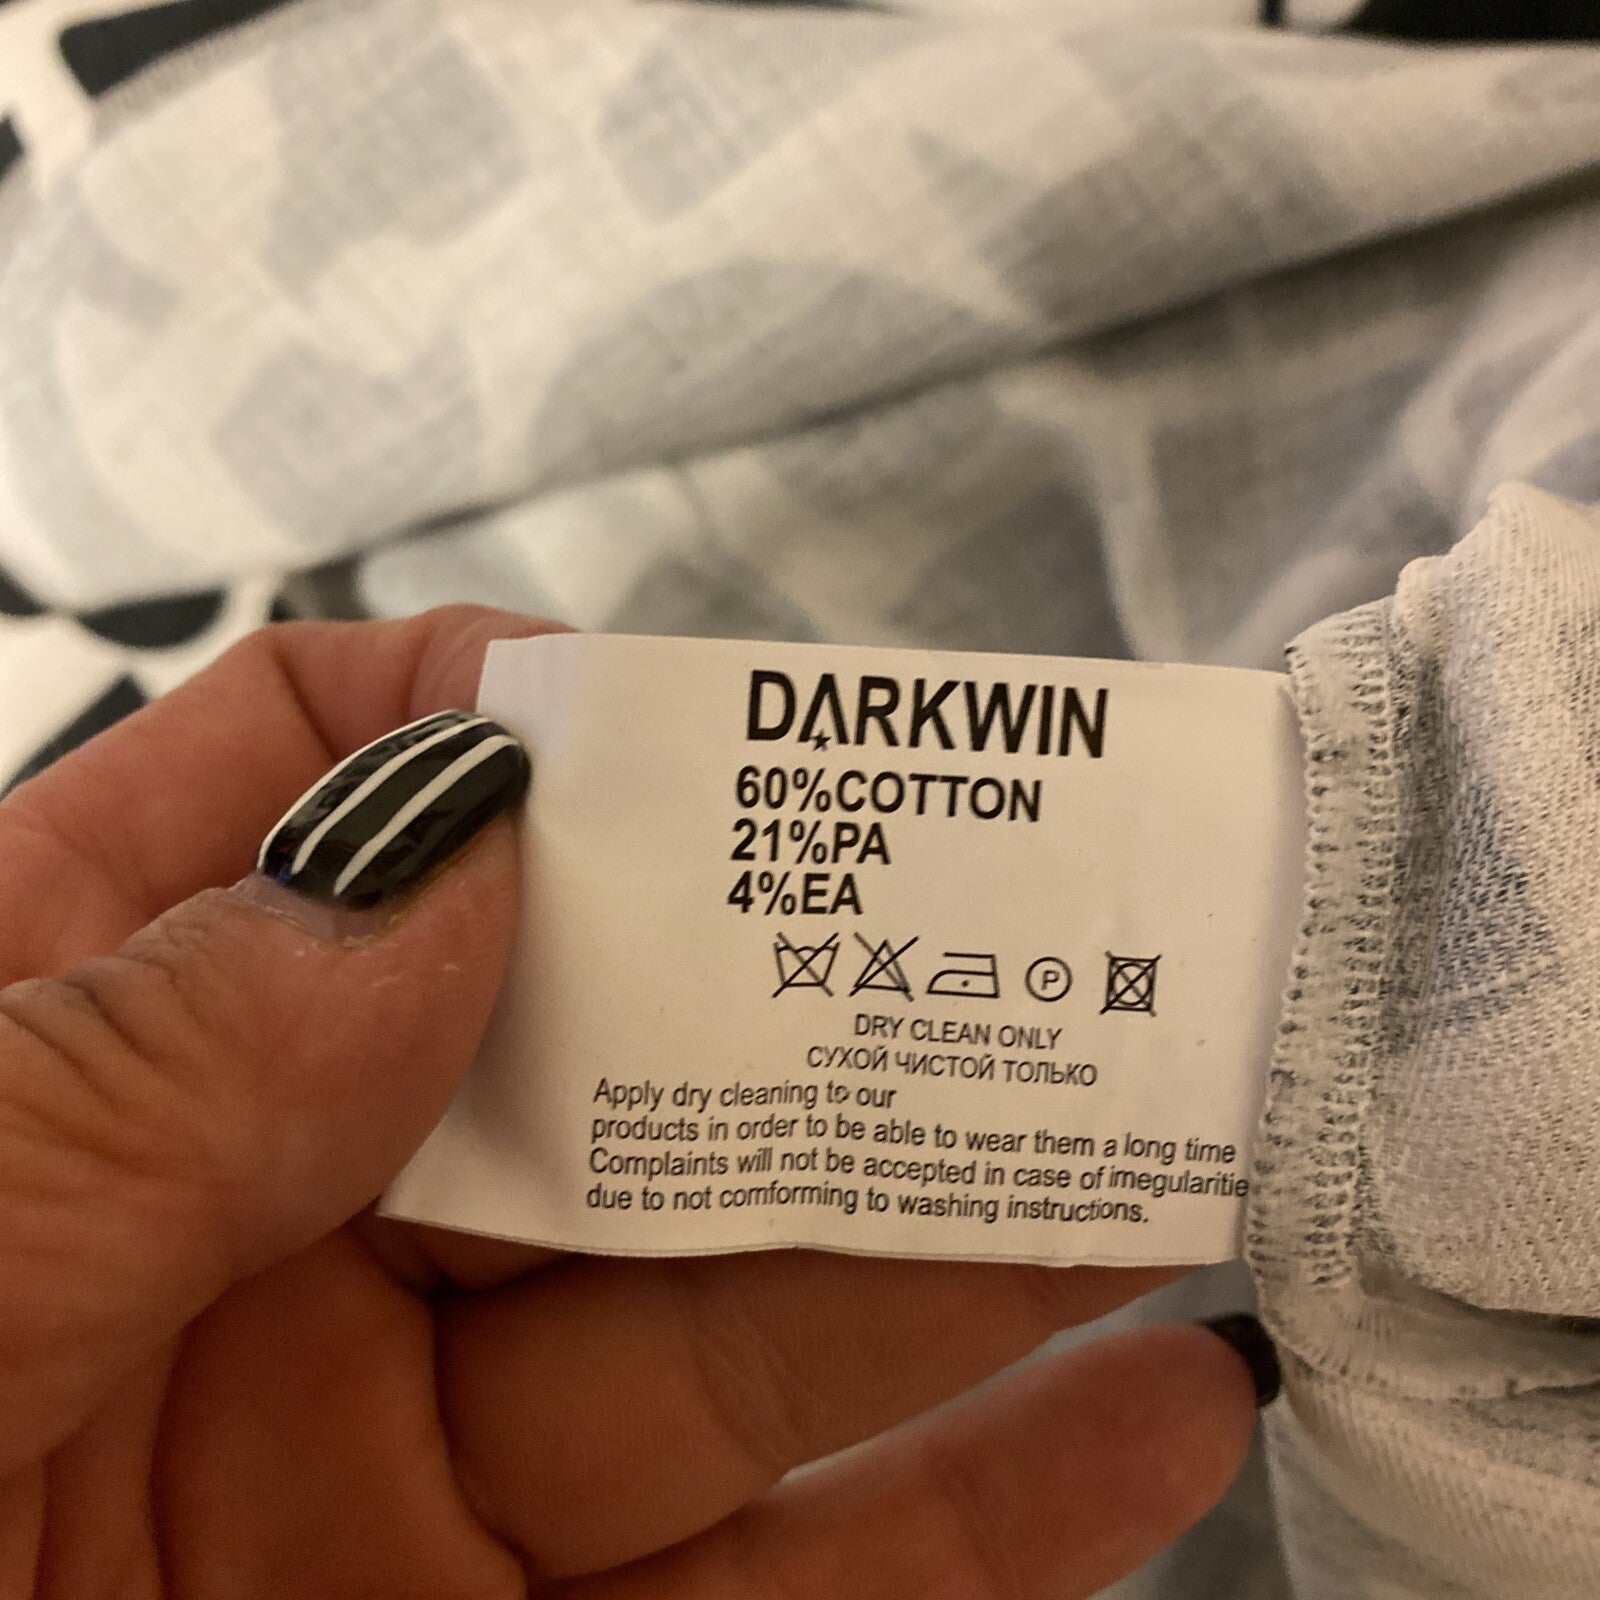 DARKWIN
60%COTTON
21%PA
4%EA
P
DRY CLEAN ONLY
СУХОЙ ЧИСТОЙ ТОЛЬКО
Apply dry cleaning to our
products in order to be able to wear them a long time
Complaints will not be accepted in case of imegularitie
due to not comforming to washing instructions.